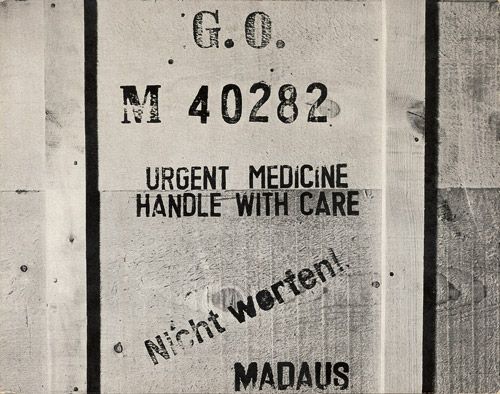 G.O.
M 40282
URGENT MEDICINE
HANDLE WITH CARE
Nicht werfen!
MADAUS